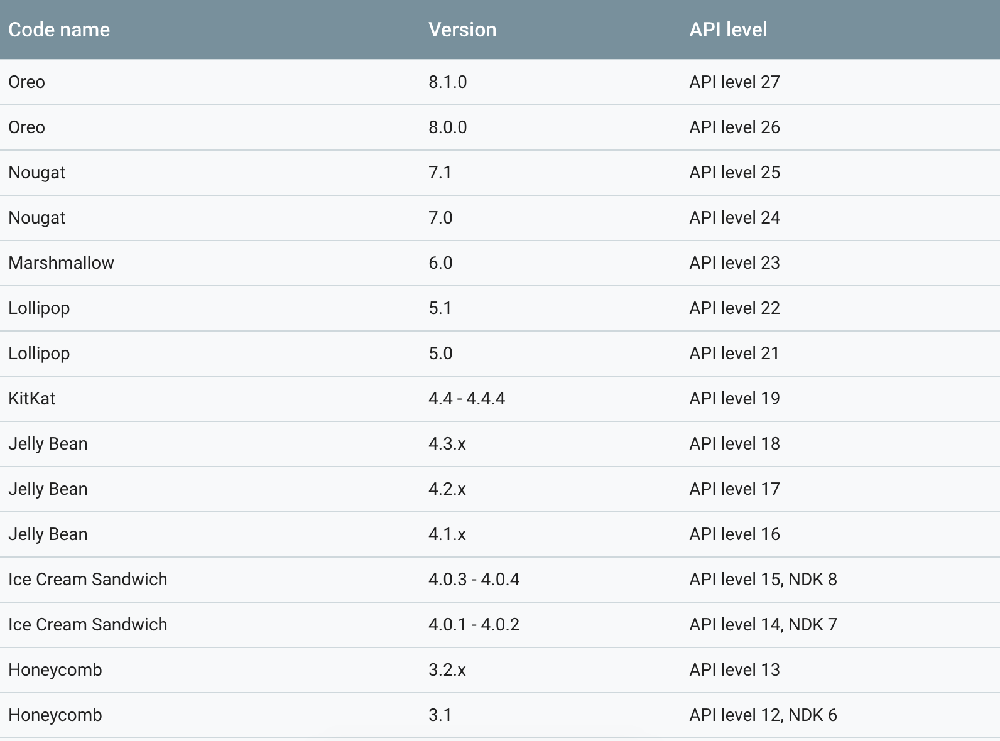 Code name Version API level
Oreo 8.1.0 API level 27
Oreo 8.0.0 API level 26
Nougat 7.1 API level 25
Nougat 7.0 API level 24
Marshmallow 6.0 API level 23
Lollipop 5.1 API level 22
Lollipop 5.0 API level 21
KitKat 4.4 - 4.4.4 API level 19
Jelly Bean 4.3.x API level 18
Jelly Bean 4.2.x API level 17
Jelly Bean 4.1.x API level 16
Ice Cream Sandwich 4.0.3 - 4.0.4 API level 15, NDK 8
Ice Cream Sandwich 4.0.1 - 4.0.2 API level 14, NDK 7
Honeycomb 3.2.x API level 13
Honeycomb 3.1 API level 12, NDK 6